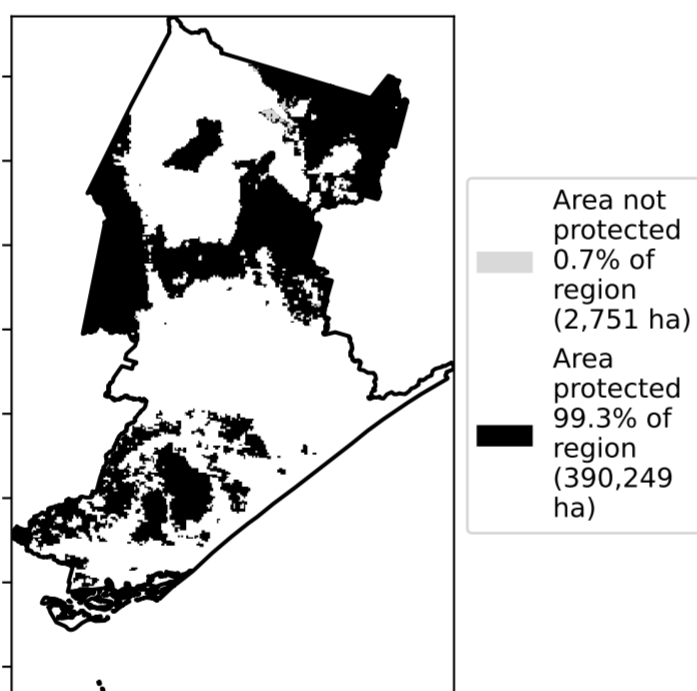 Area not
protected
0.7% of
region
(2,751 ha)
Area
protected
99.3% of
region
(390,249
ha)